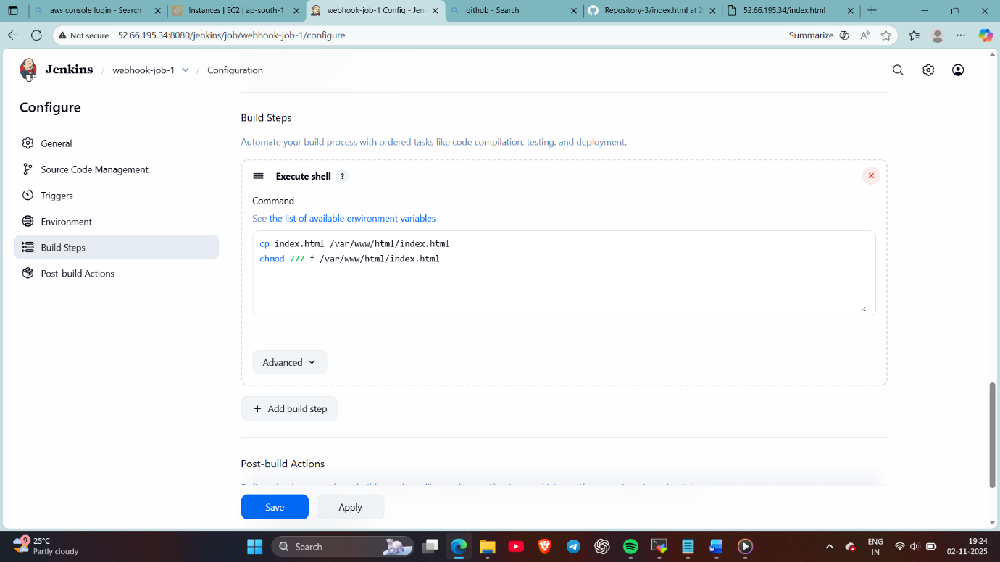 aws console login - Search
Instances | EC2 | ap-south-1
webhook-job-1 Config - Jen
github - Search
Repository-3/index.html at 2
52.66.195.34/index.html
Not secure
52.66.195.34:8080/jenkins/job/webhook-job-1/configure
Summarize
Jenkins / webhook-job-1 / Configuration
Configure
General
Source Code Management
Triggers
Environment
Build Steps
Post-build Actions
Build Steps
Automate your build process with ordered tasks like code compilation, testing, and deployment.
Execute shell ?
Command
See the list of available environment variables
cp index.html /var/www/html/index.html
chmod 777 * /var/www/html/index.html
Advanced
+ Add build step
Post-build Actions
Save
Apply
9
25°C
Partly cloudy
Search
ENG
IN
19:24
02-11-2025